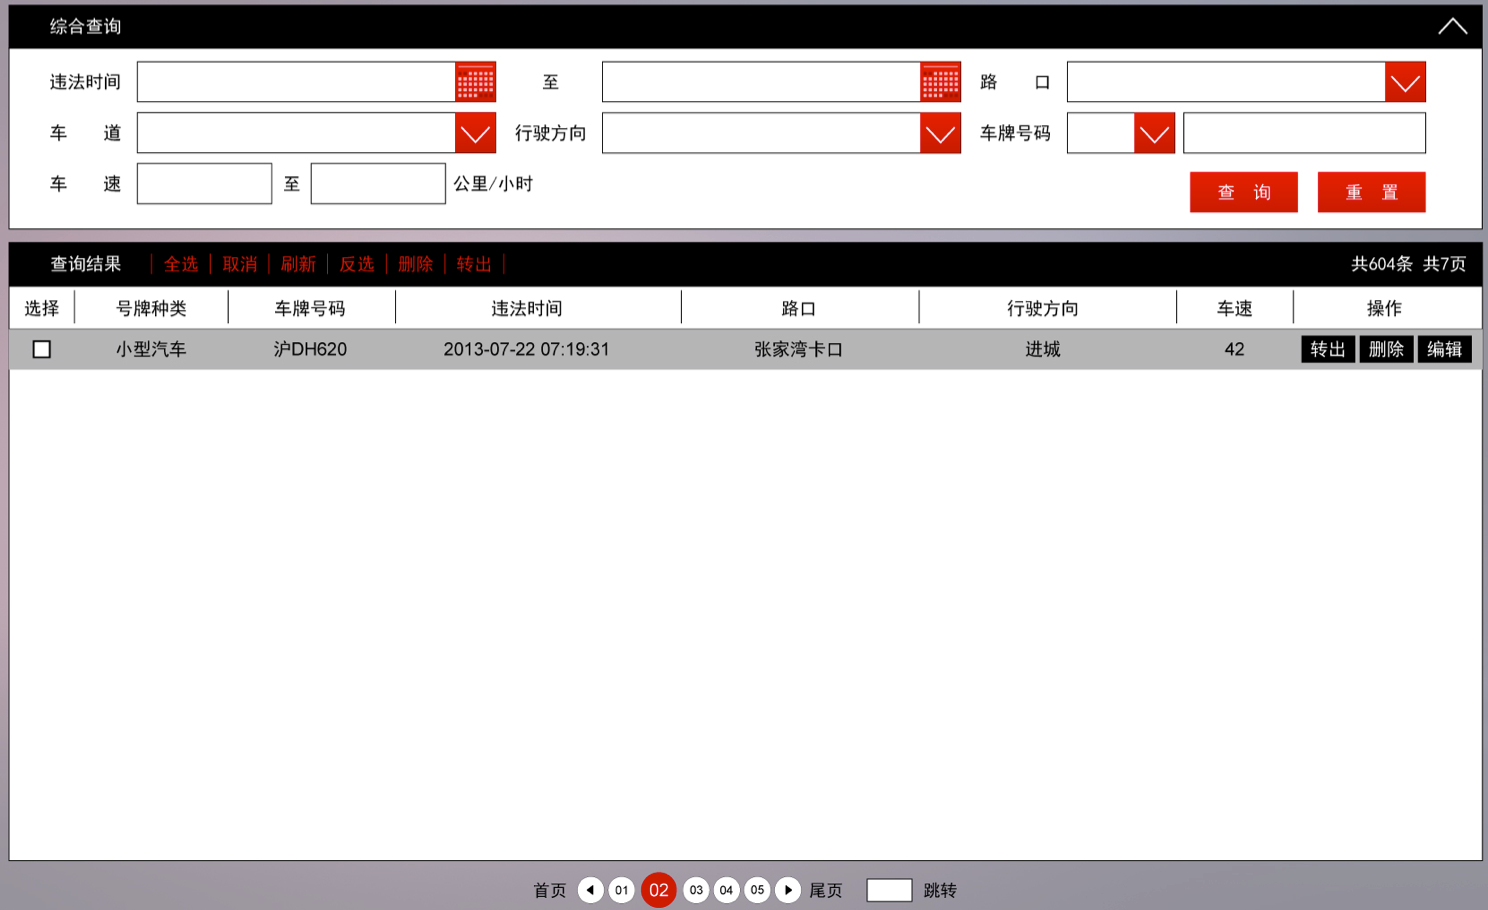 综合查询
违法时间 至 路 口
车 道 行驶方向 车牌号码
车 速 至 公里/小时 查 询 重 置
查询结果 | 全选 | 取消 | 刷新 | 反选 | 删除 | 转出 | 共604条 共7页
选择 号牌种类 车牌号码 违法时间 路口 行驶方向 车速 操作
小型汽车 沪DH620 2013-07-22 07:19:31 张家湾卡口 进城 42 转出 删除 编辑
首页 01 02 03 04 05 尾页 跳转